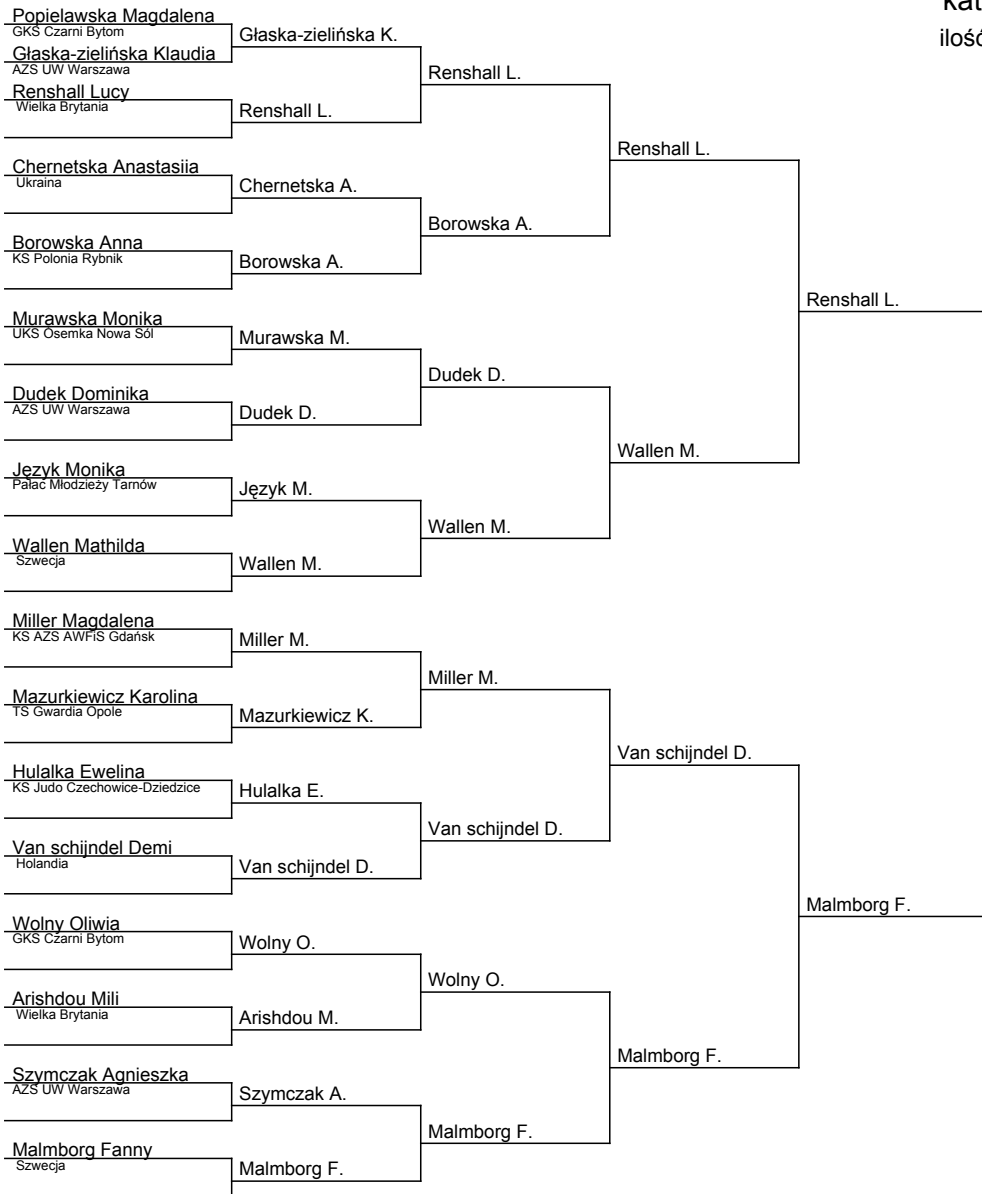 kat
ilość
Popielawska Magdalena
GKS Czarni Bytom
Głaska-zielińska Klaudia
AZS UW Warszawa
Renshall Lucy
Wielka Brytania
Chernetska Anastasiia
Ukraina
Borowska Anna
KS Polonia Rybnik
Murawska Monika
UKS Ósemka Nowa Sól
Dudek Dominika
AZS UW Warszawa
Język Monika
Pałac Młodzieży Tarnów
Wallen Mathilda
Szwecja
Miller Magdalena
KS AZS AWFiS Gdańsk
Mazurkiewicz Karolina
TS Gwardia Opole
Hulalka Ewelina
KS Judo Czechowice-Dziedzice
Van schijndel Demi
Holandia
Wolny Oliwia
GKS Czarni Bytom
Arishdou Mili
Wielka Brytania
Szymczak Agnieszka
AZS UW Warszawa
Malmborg Fanny
Szwecja
Głaska-zielińska K.
Renshall L.
Chernetska A.
Borowska A.
Murawska M.
Dudek D.
Język M.
Wallen M.
Miller M.
Mazurkiewicz K.
Hulalka E.
Van schijndel D.
Wolny O.
Arishdou M.
Szymczak A.
Malmborg F.
Renshall L.
Borowska A.
Dudek D.
Wallen M.
Miller M.
Van schijndel D.
Wolny O.
Malmborg F.
Renshall L.
Wallen M.
Van schijndel D.
Malmborg F.
Renshall L.
Malmborg F.